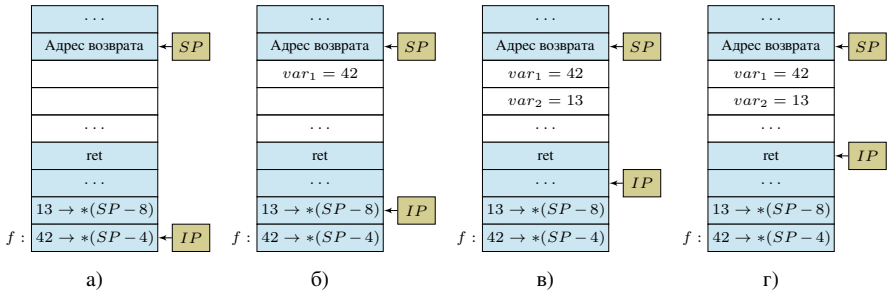 . . .
Адрес возврата
SP
. . .
ret
. . .
13 → ∗(SP − 8)
f : 42 → ∗(SP − 4)
IP
а)
. . .
Адрес возврата
SP
var₁ = 42
. . .
ret
. . .
13 → ∗(SP − 8)
IP
42 → ∗(SP − 4)
f :
б)
. . .
Адрес возврата
SP
var₁ = 42
var₂ = 13
. . .
ret
. . .
IP
13 → ∗(SP − 8)
f : 42 → ∗(SP − 4)
в)
. . .
Адрес возврата
SP
var₁ = 42
var₂ = 13
. . .
ret
IP
. . .
13 → ∗(SP − 8)
f : 42 → ∗(SP − 4)
г)